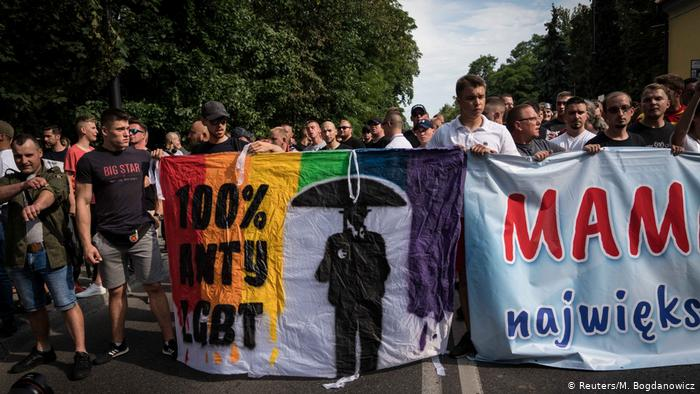 BIG STAR
100%
ANTY
LGBT
MAM
najwięks
© Reuters/M. Bogdanowicz